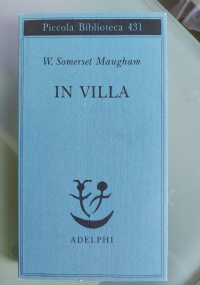 Piccola Biblioteca 431
W. Somerset Maugham
IN VILLA
ADELPHI